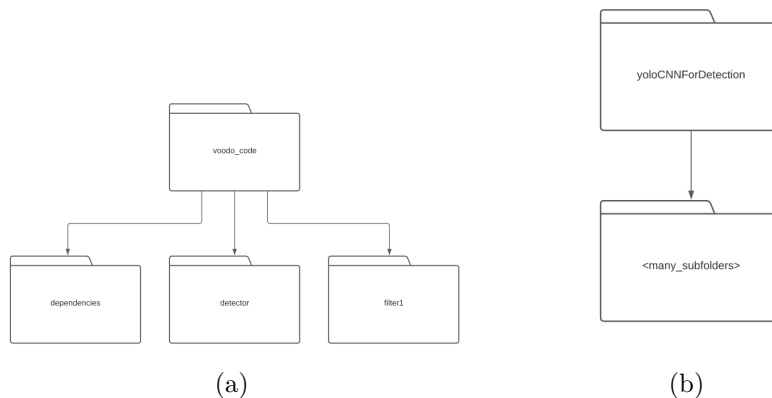 voodo_code
dependencies
detector
filter1
(a)
yoloCNNForDetection
<many_subfolders>
(b)